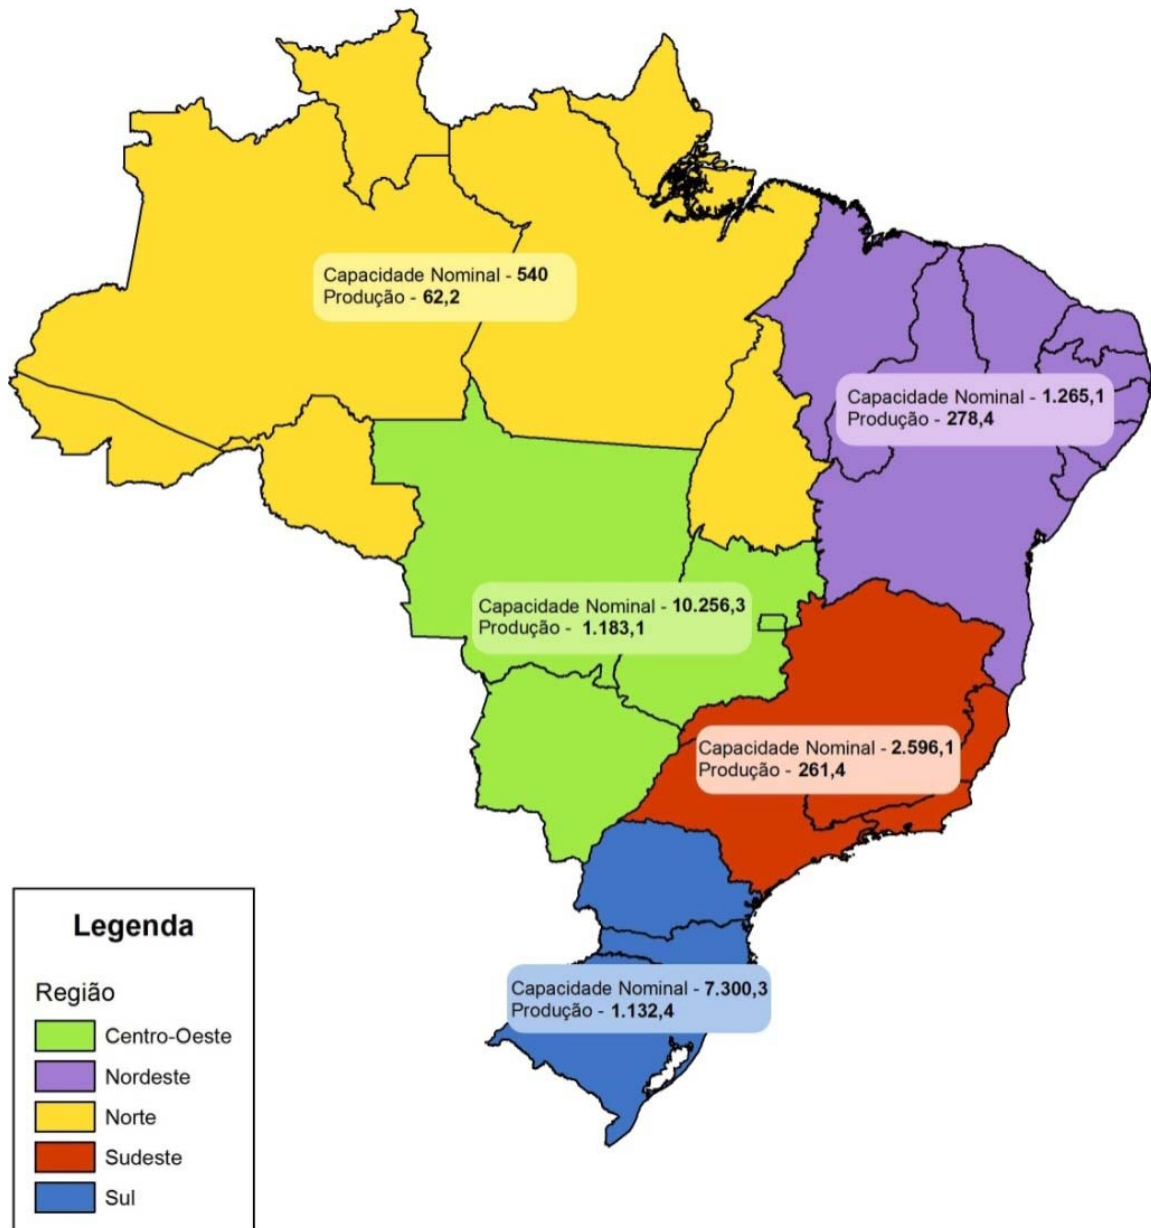 Capacidade Nominal - 540
Produção - 62,2
Capacidade Nominal - 1.265,1
Produção - 278,4
Capacidade Nominal - 10.256,3
Produção - 1.183,1
Capacidade Nominal - 2.596,1
Produção - 261,4
Capacidade Nominal - 7.300,3
Produção - 1.132,4
Legenda
Região
Centro-Oeste
Nordeste
Norte
Sudeste
Sul